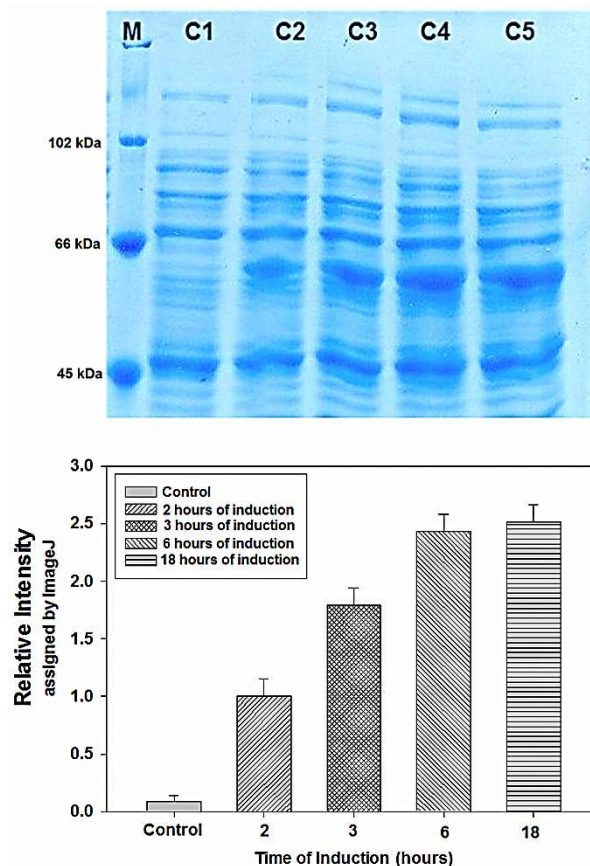 M C1 C2 C3 C4 C5
102 kDa
66 kDa
45 kDa
3.0
2.5
2.0
1.5
1.0
0.5
0.0
Relative Intensity
assigned by ImageJ
Control
2 hours of induction
3 hours of induction
6 hours of induction
18 hours of induction
Control 2 3 6 18
Time of Induction (hours)